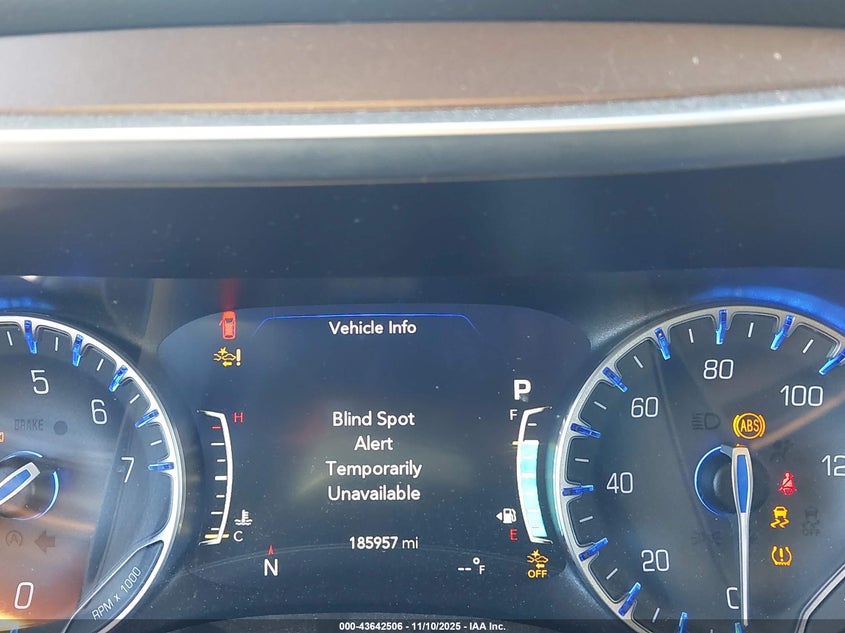 Vehicle Info
5
6
7
0
BRAKE
RPM x 1000
H
C
Blind Spot
Alert
Temporarily
Unavailable
185957 mi
N
--°F
P
F
E
OFF
20
40
60
80
100
ABS
OFF
000-43642506 • 11/10/2025 • IAA Inc.